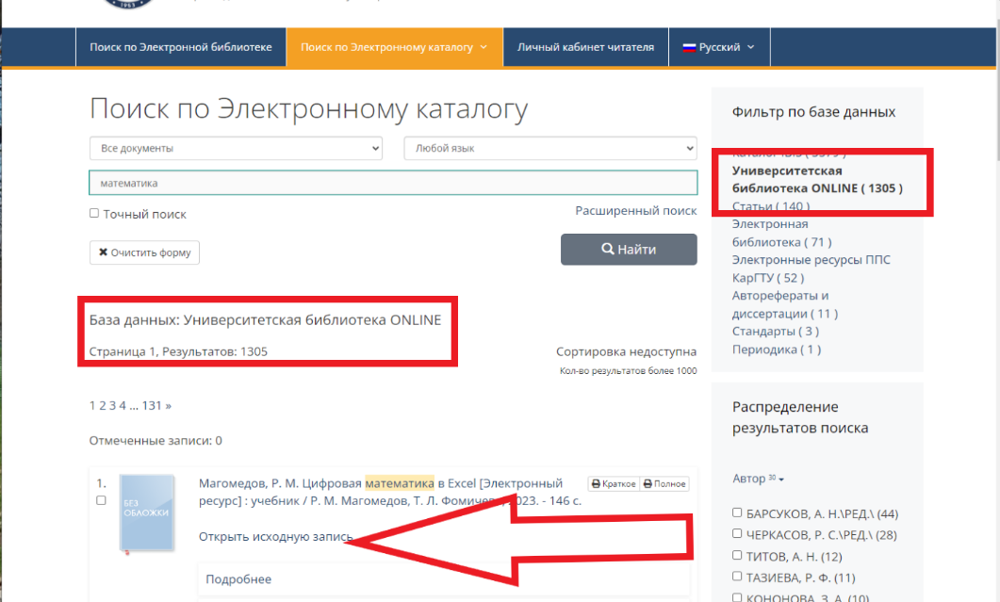 1953
Поиск по Электронной библиотеке
Поиск по Электронному каталогу
Личный кабинет читателя
Русский
Поиск по Электронному каталогу
Все документы
Любой язык
математика
Точный поиск
Расширенный поиск
Очистить форму
Найти
База данных: Университетская библиотека ONLINE
Страница 1, Результатов: 1305
Сортировка недоступна
Кол-во результатов более 1000
1 2 3 4 ... 131 »
Отмеченные записи: 0
1.
БЕЗ
ОБЛОЖКИ
Магомедов, Р. М. Цифровая математика в Excel [Электронный
ресурс] : учебник / Р. М. Магомедов, Т. Л. Фомичева, 2023. - 146 с.
Краткое
Полное
Открыть исходную запись
Подробнее
Фильтр по базе данных
Университетская
библиотека ONLINE ( 1305 )
Статьи ( 140 )
Электронная
библиотека ( 71 )
Электронные ресурсы ППС
КарГТУ ( 52 )
Авторефераты и
диссертации ( 11 )
Стандарты ( 3 )
Периодика ( 1 )
Распределение
результатов поиска
Автор 30
БАРСУКОВ, А. Н.\РЕД.\ (44)
ЧЕРКАСОВ, Р. С.\РЕД.\ (28)
ТИТОВ, А. Н. (12)
ТАЗИЕВА, Р. Ф. (11)
КОНОНОВА, З. А. (10)